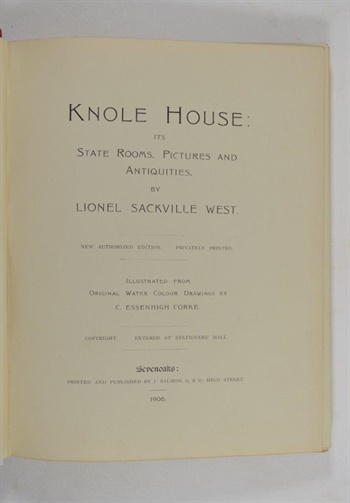 KNOLE HOUSE:
ITS
STATE ROOMS, PICTURES AND
ANTIQUITIES,
BY
LIONEL SACKVILLE WEST.
NEW AUTHORIZED EDITION. PRIVATELY PRINTED.
ILLUSTRATED FROM
ORIGINAL WATER COLOUR DRAWINGS BY
C. ESSENHIGH CORKE.
COPYRIGHT. ENTERED AT STATIONERS' HALL.
Sevenoaks:
PRINTED AND PUBLISHED BY J. SALMON, HIGH STREET.
1906.